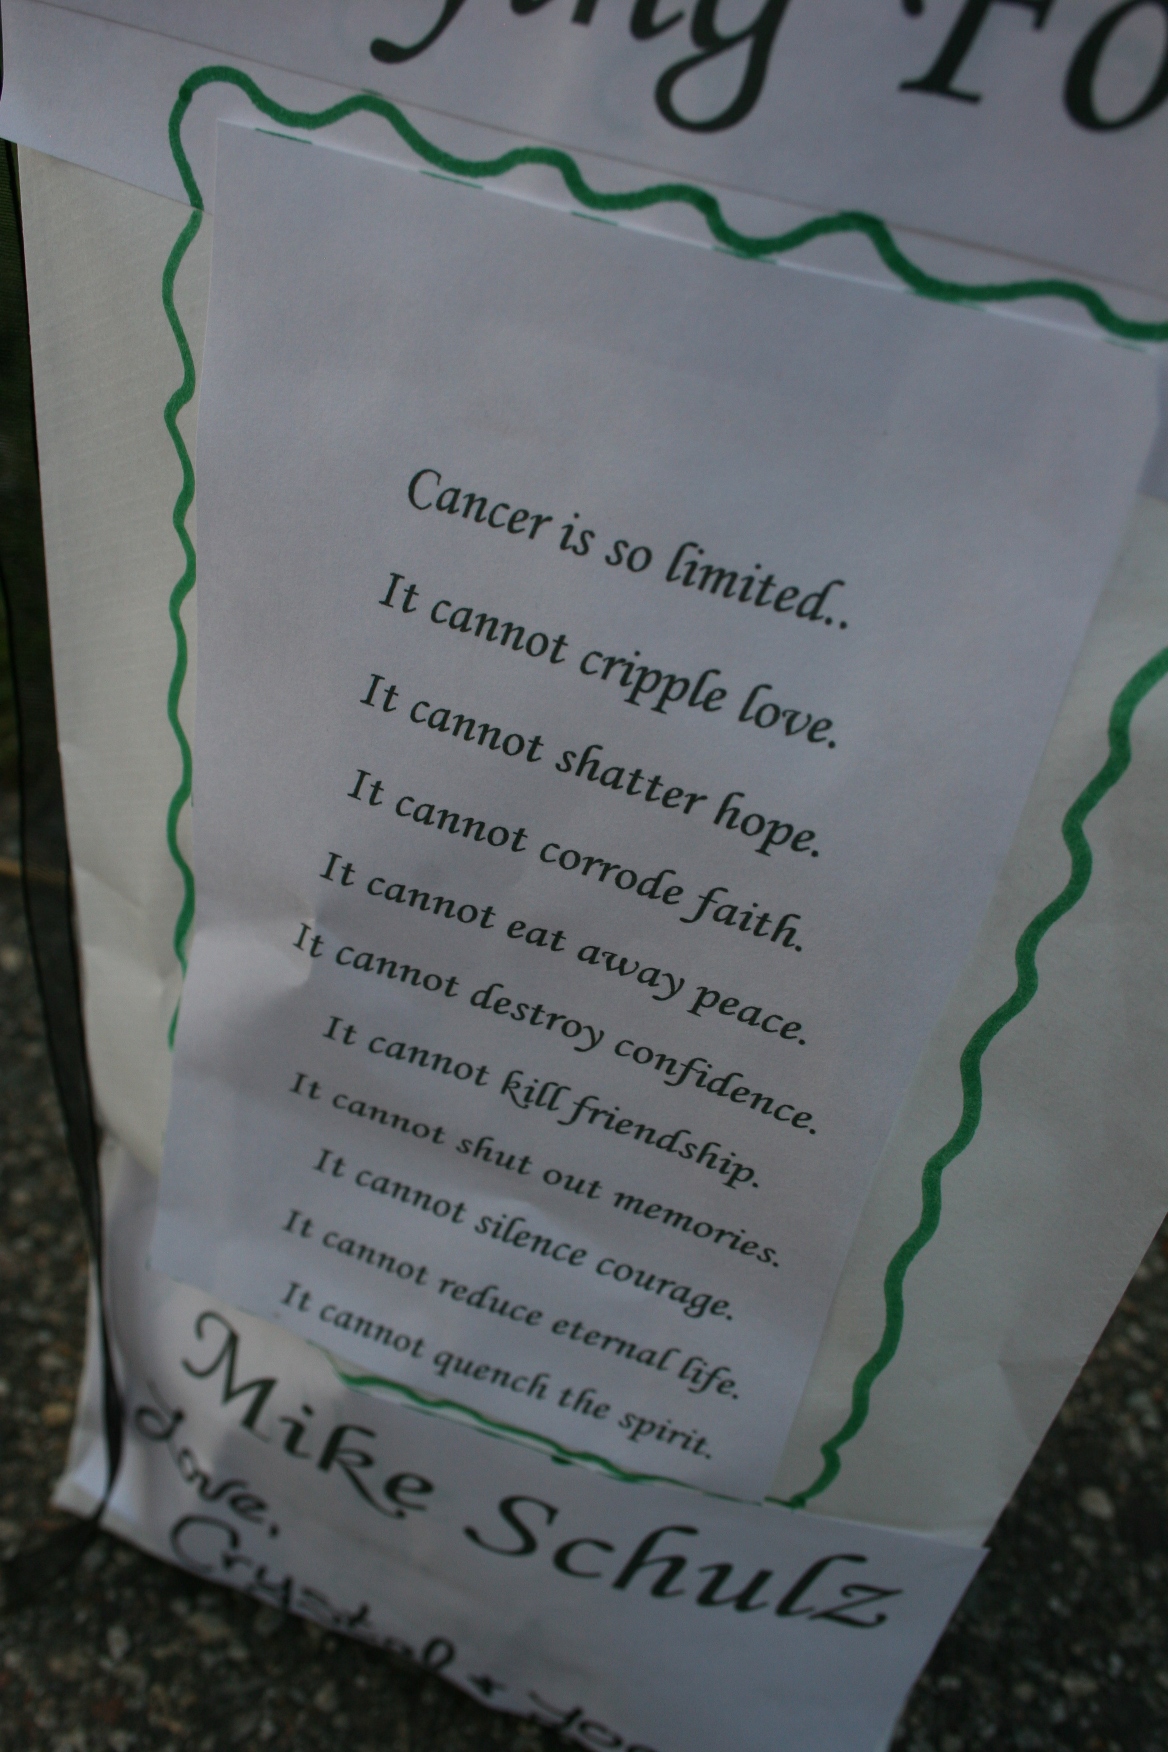 Cancer is so limited..
It cannot cripple love.
It cannot shatter hope.
It cannot corrode faith.
It cannot eat away peace.
It cannot destroy confidence.
It cannot kill friendship.
It cannot shut out memories.
It cannot silence courage.
It cannot reduce eternal life.
It cannot quench the spirit.
Mike Schulz
Love,
Crystal +